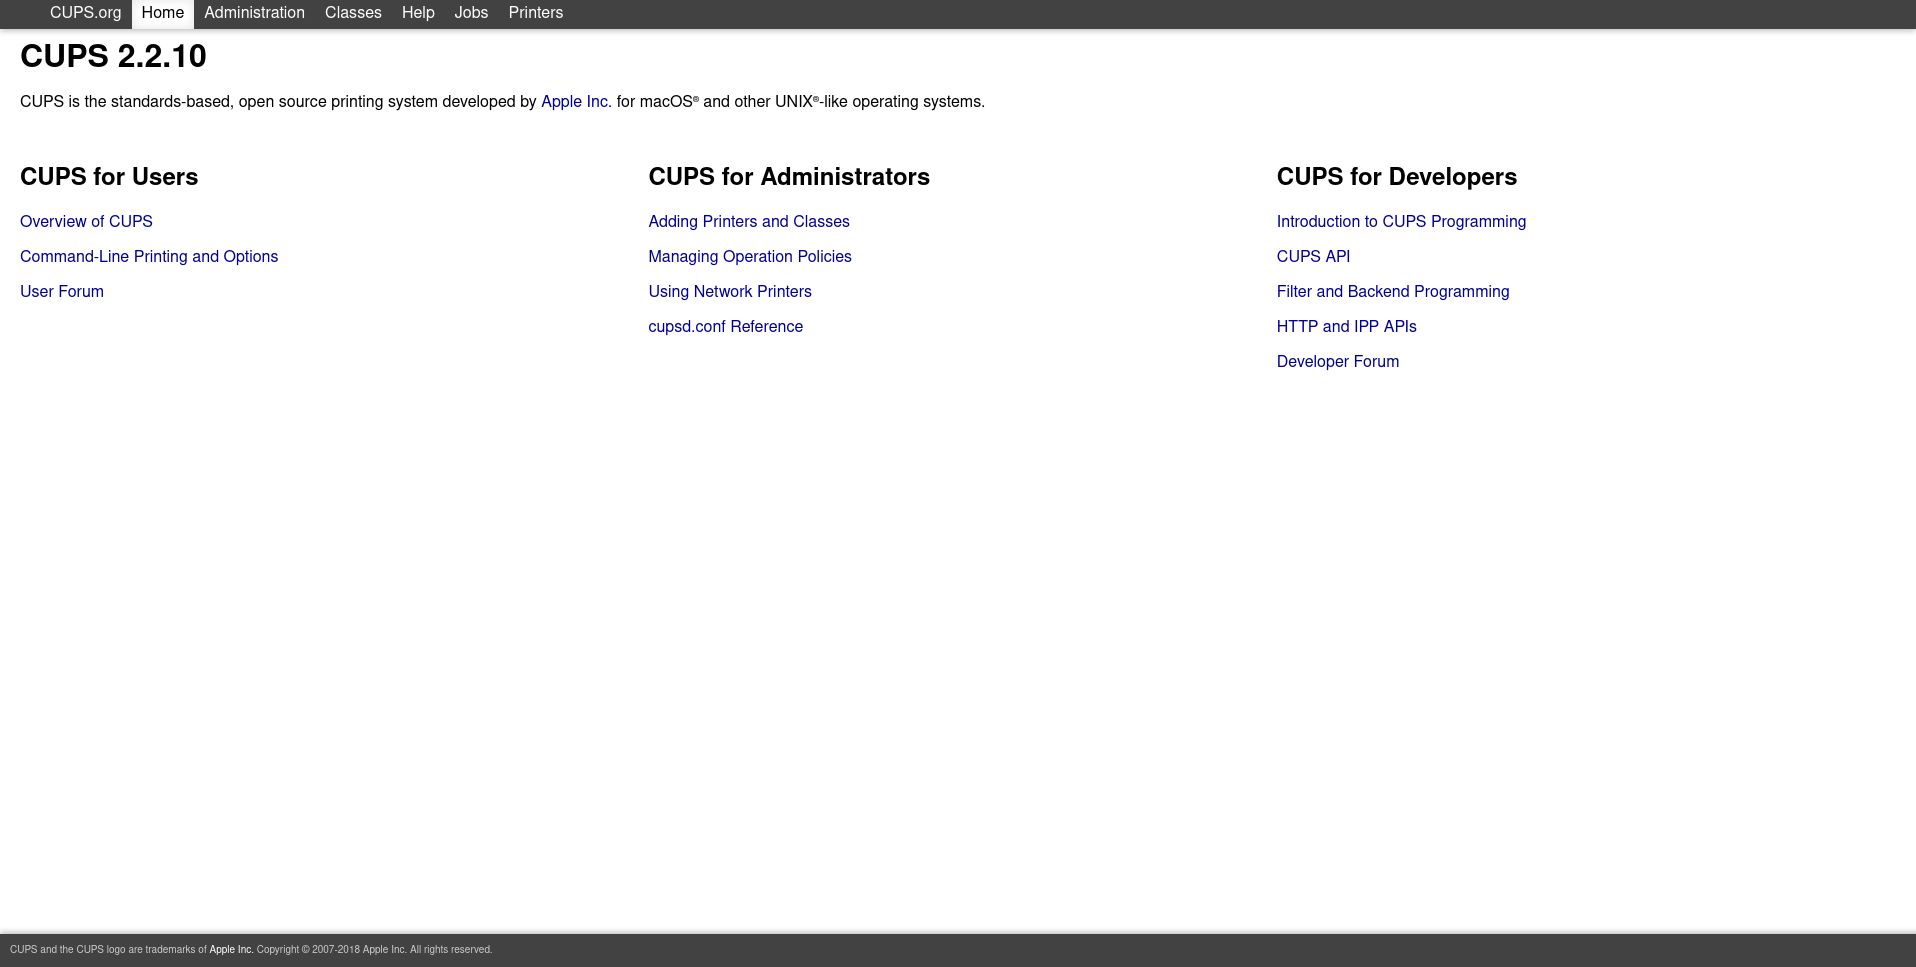 CUPS.org Home Administration Classes Help Jobs Printers
CUPS 2.2.10
CUPS is the standards-based, open source printing system developed by Apple Inc. for macOS® and other UNIX®-like operating systems.
CUPS for Users
Overview of CUPS
Command-Line Printing and Options
User Forum
CUPS for Administrators
Adding Printers and Classes
Managing Operation Policies
Using Network Printers
cupsd.conf Reference
CUPS for Developers
Introduction to CUPS Programming
CUPS API
Filter and Backend Programming
HTTP and IPP APIs
Developer Forum
CUPS and the CUPS logo are trademarks of Apple Inc. Copyright © 2007-2018 Apple Inc. All rights reserved.